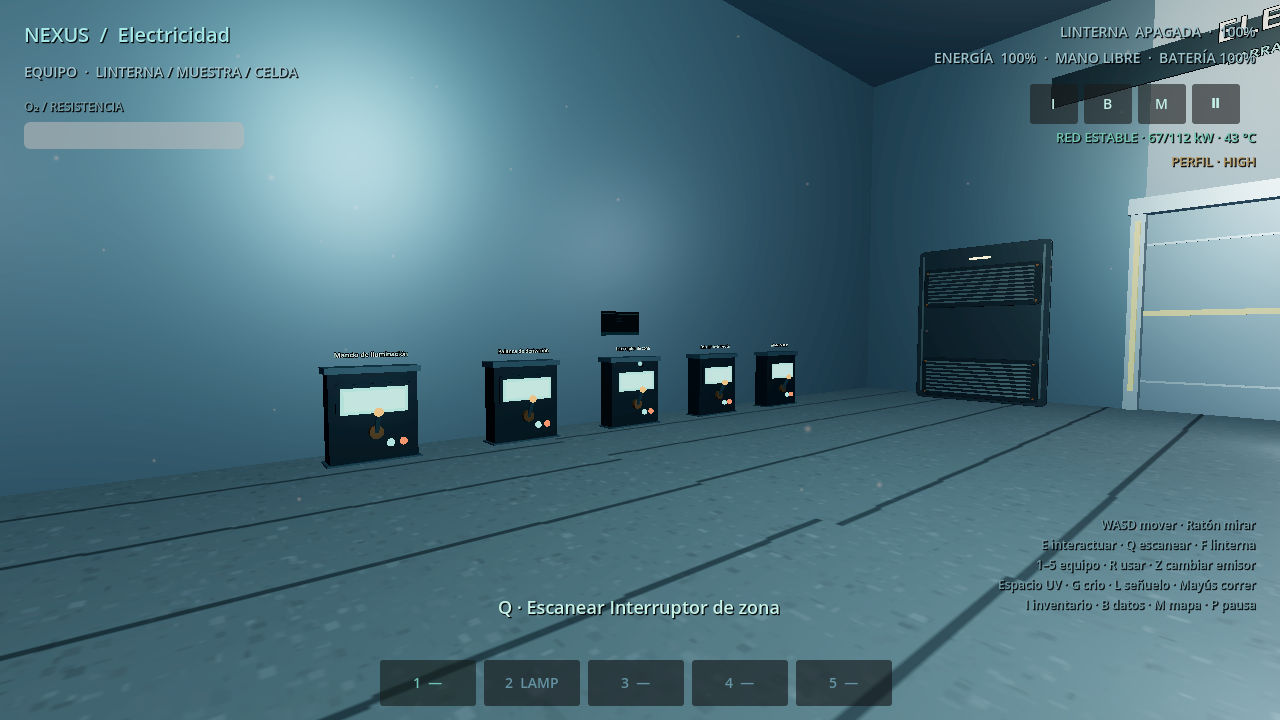 NEXUS / Electricidad
EQUIPO · LINTERNA / MUESTRA / CELDA
O₂ / RESISTENCIA
LINTERNA APAGADA · 100%
ENERGÍA 100% · MANO LIBRE · BATERÍA 100%
I B M II
RED ESTABLE · 67/112 kW · 43 °C
PERFIL · HIGH
Mando de iluminación
WASD mover · Ratón mirar
E interactuar · Q escanear · F linterna
1–5 equipo · R usar · Z cambiar emisor
Espacio UV · G crio · L señuelo · Mayús correr
I inventario · B datos · M mapa · P pausa
Q · Escanear Interruptor de zona
1 — 2 LAMP 3 — 4 — 5 —